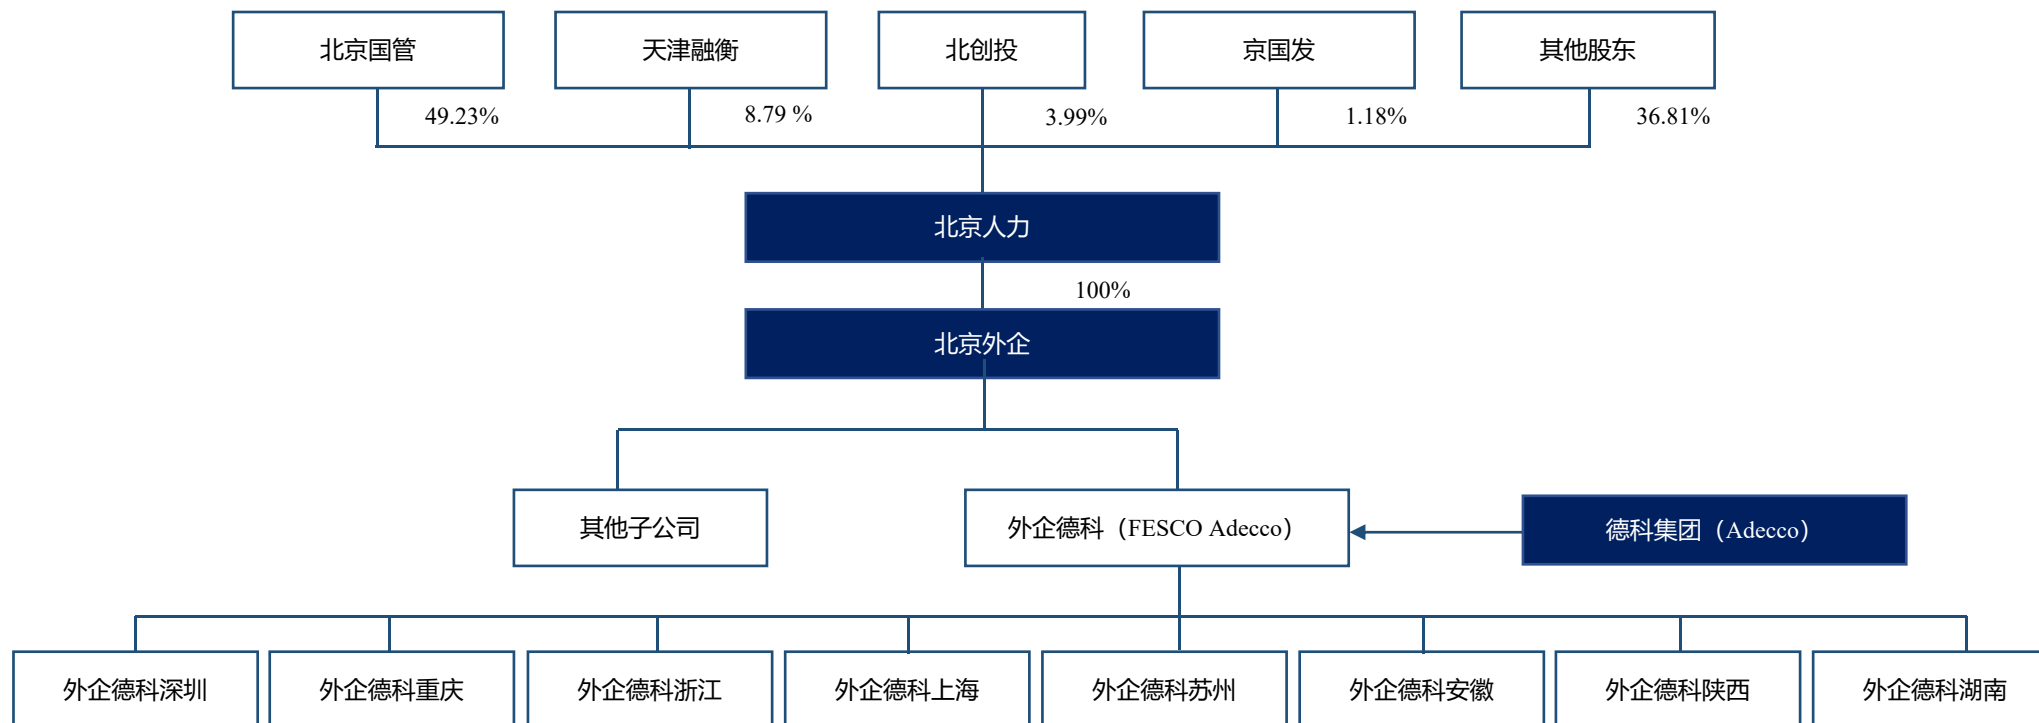 北京国管
天津融衡
北创投
京国发
其他股东
49.23%
8.79 %
3.99%
1.18%
36.81%
北京人力
100%
北京外企
其他子公司
外企德科（FESCO Adecco）
德科集团（Adecco）
外企德科深圳
外企德科重庆
外企德科浙江
外企德科上海
外企德科苏州
外企德科安徽
外企德科陕西
外企德科湖南